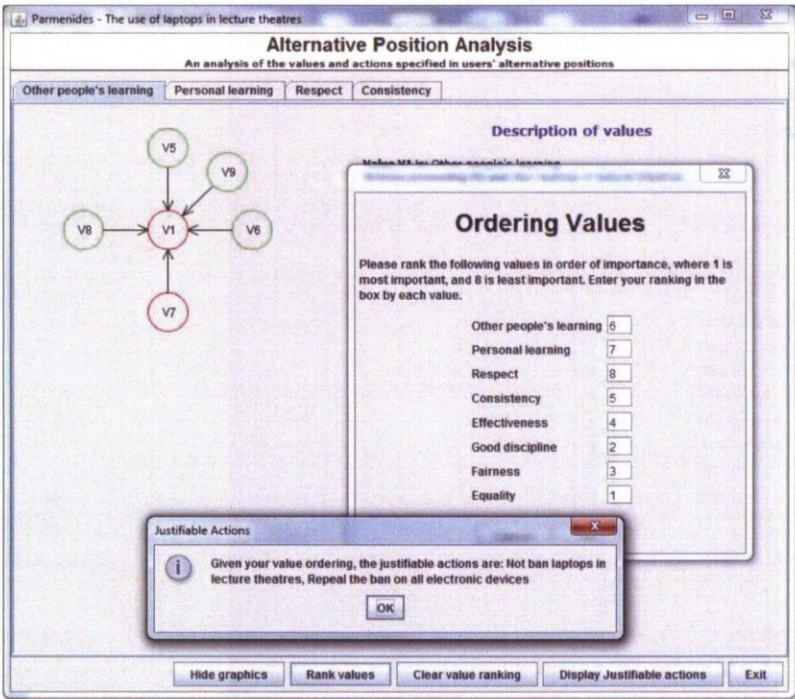 Parmenides - The use of laptops in lecture theatres
Alternative Position Analysis
An analysis of the values and actions specified in users' alternative positions
Other people's learning
Personal learning
Respect
Consistency
V5
V9
V8
V1
V6
V7
Description of values
Value V1 is: Other people's learning
Ordering Values
Please rank the following values in order of importance, where 1 is
most important, and 8 is least important. Enter your ranking in the
box by each value.
Other people's learning 6
Personal learning 7
Respect 8
Consistency 5
Effectiveness 4
Good discipline 2
Fairness 3
Equality 1
Justifiable Actions
Given your value ordering, the justifiable actions are: Not ban laptops in
lecture theatres, Repeal the ban on all electronic devices
OK
Hide graphics
Rank values
Clear value ranking
Display Justifiable actions
Exit